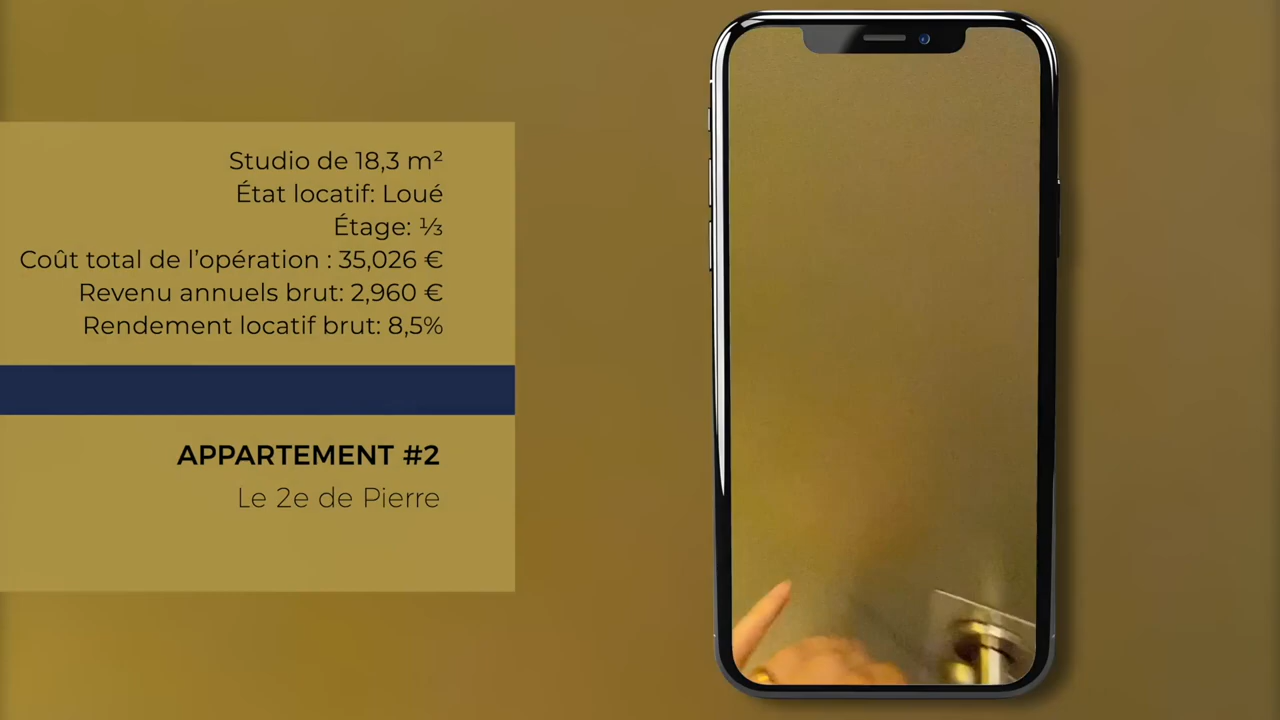 Studio de 18,3 m²
État locatif: Loué
Étage: ⅓
Coût total de l’opération : 35,026 €
Revenu annuels brut: 2,960 €
Rendement locatif brut: 8,5%
APPARTEMENT #2
Le 2e de Pierre